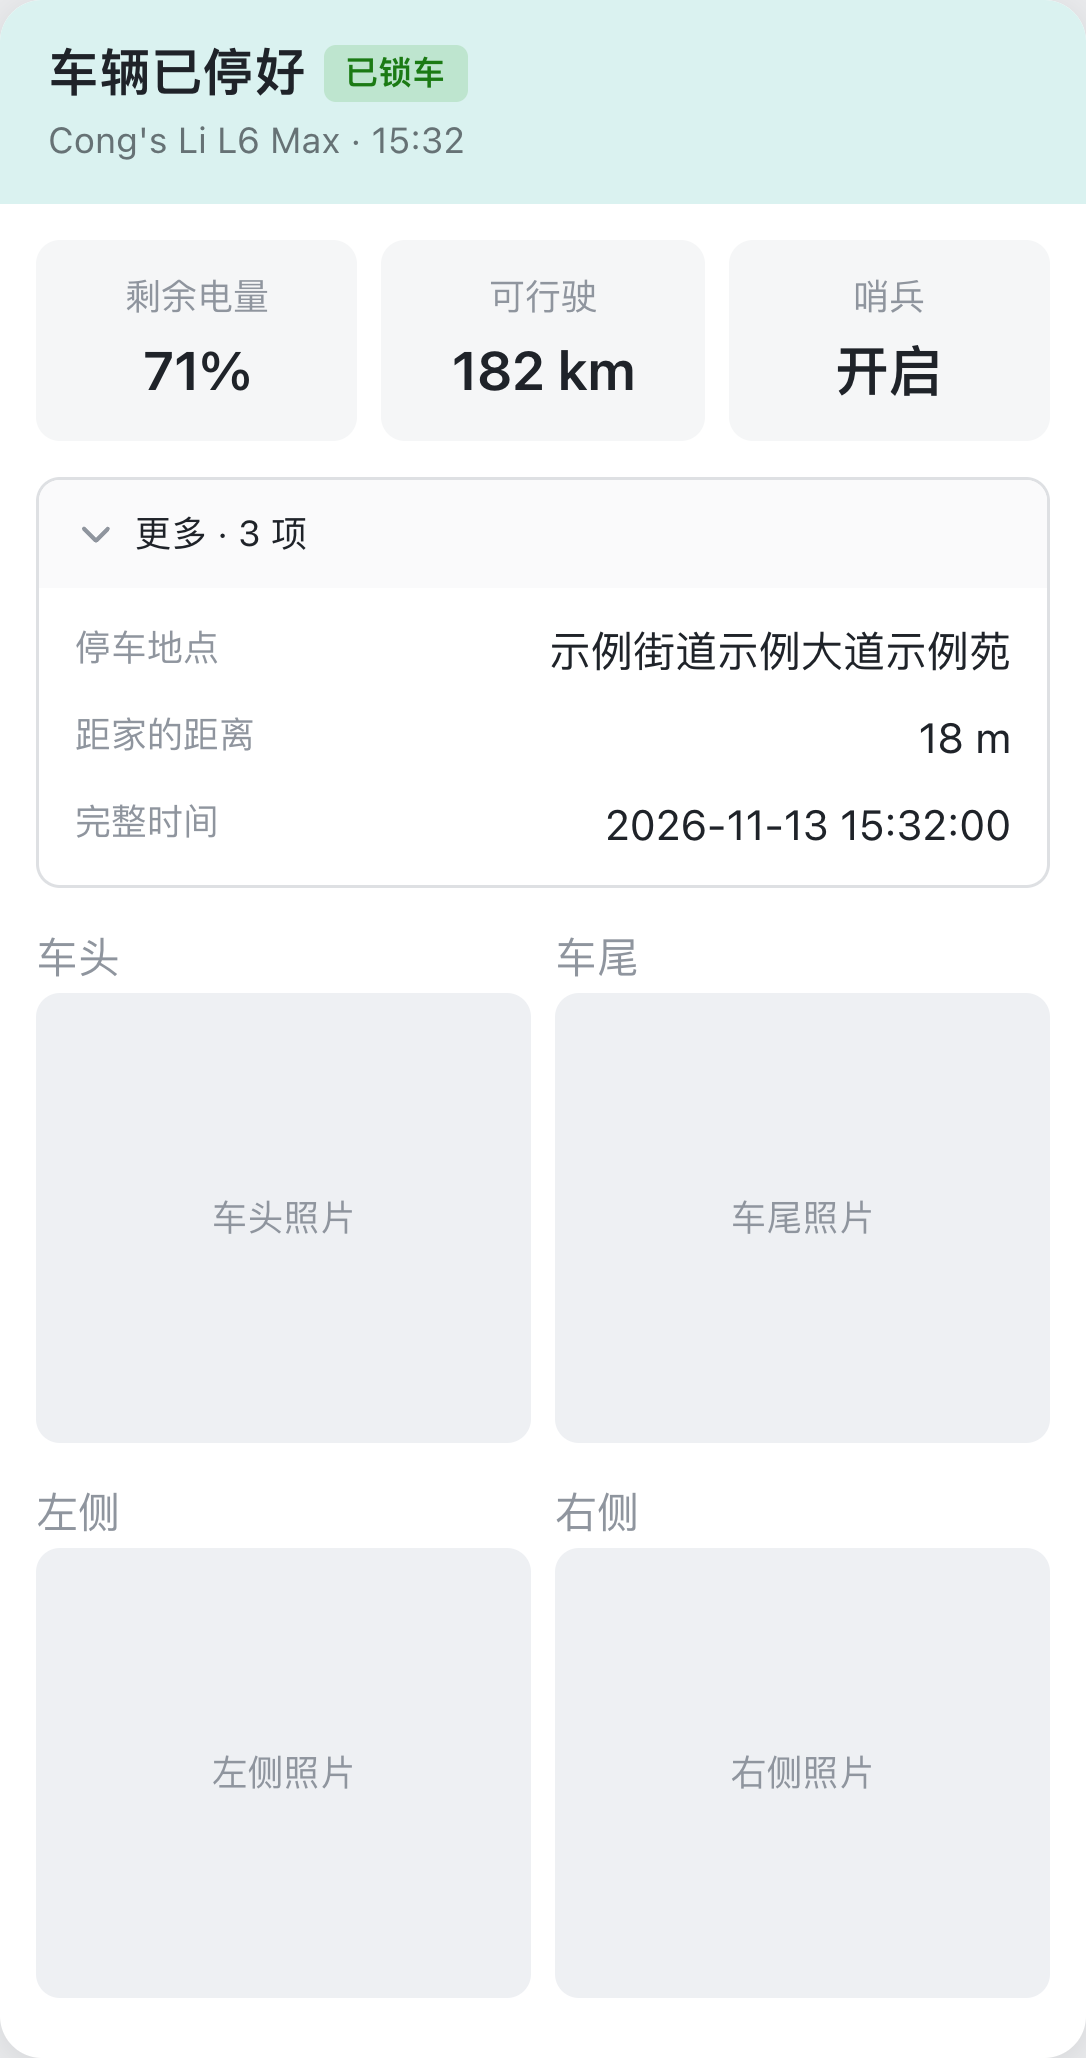 车辆已停好 已锁车
Cong's Li L6 Max · 15:32
剩余电量 可行驶 哨兵
71% 182 km 开启
更多 · 3 项
停车地点 示例街道示例大道示例苑
距家的距离 18 m
完整时间 2026-11-13 15:32:00
车头 车尾
车头照片 车尾照片
左侧 右侧
左侧照片 右侧照片